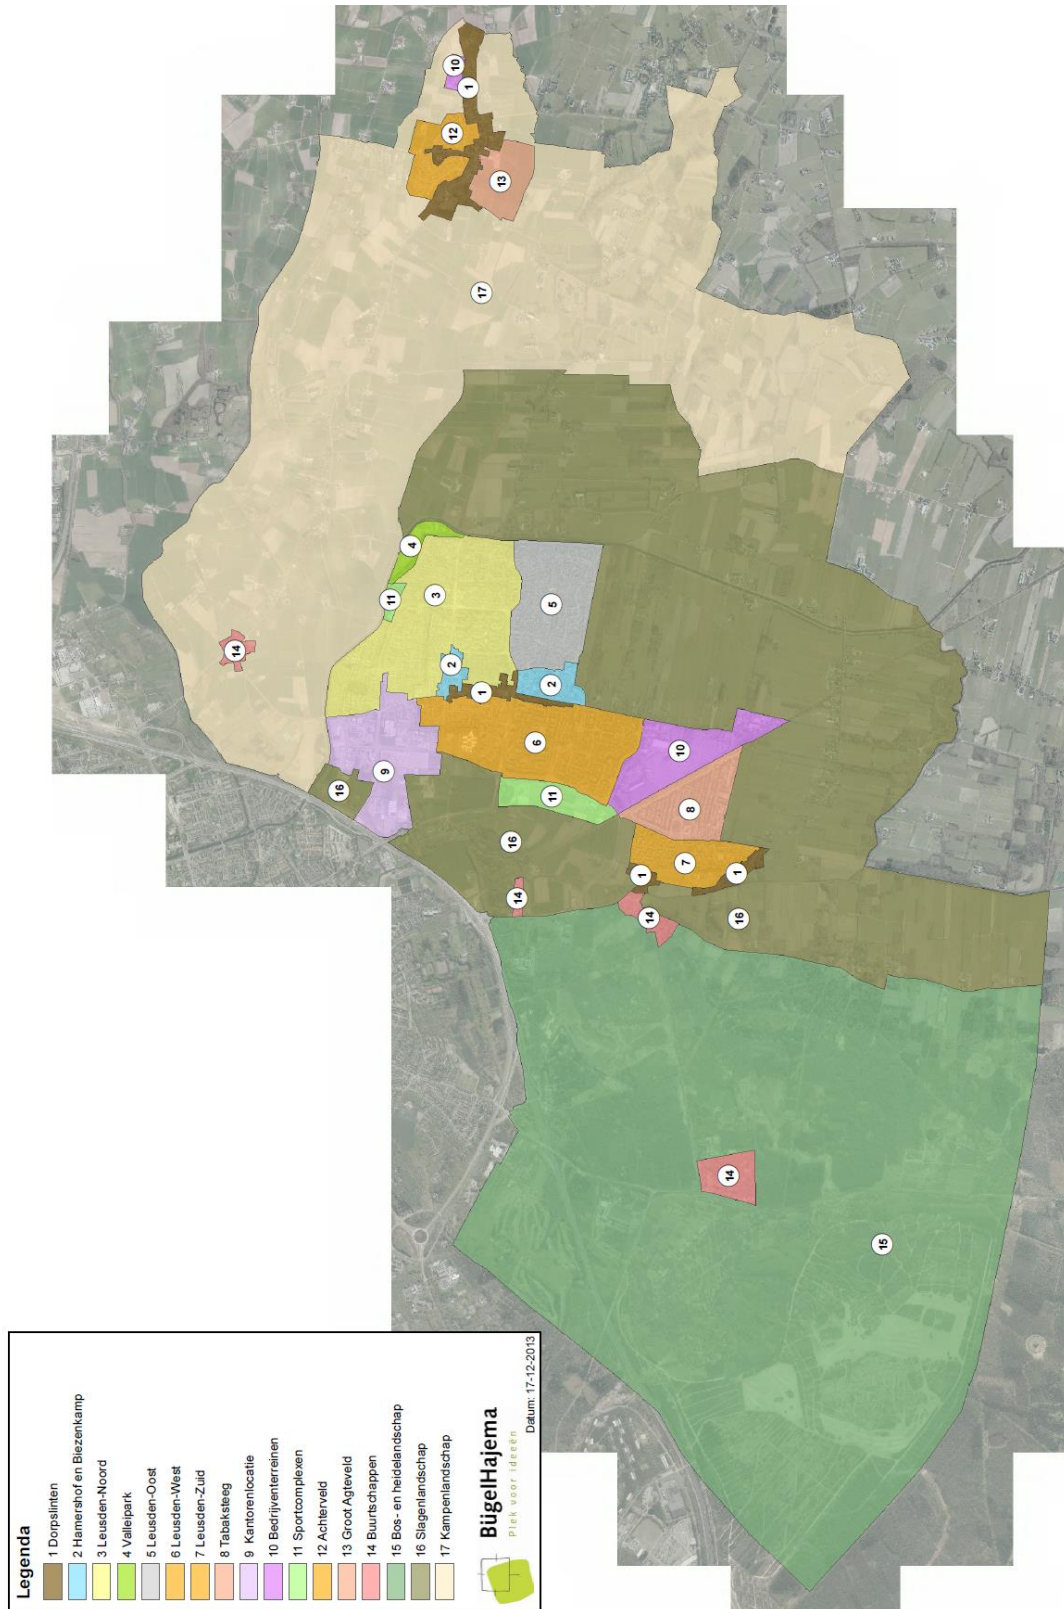 Legenda
1 Dorpslinten
2 Hamershof en Biezenkamp
3 Leusden-Noord
4 Valleipark
5 Leusden-Oost
6 Leusden-West
7 Leusden-Zuid
8 Tabaksteeg
9 Kantorenlocatie
10 Bedrijventerreinen
11 Sportcomplexen
12 Achterveld
13 Groot Agteveld
14 Buurtschappen
15 Bos- en heidelandschap
16 Slagenlandschap
17 Kampenlandschap
BügelHajema
Plek voor ideeën
Datum: 17-12-2013
14
17
10
1
12
13
16
9
11
4
3
2
1
2
5
6
11
16
14
10
8
7
1
1
14
16
14
15